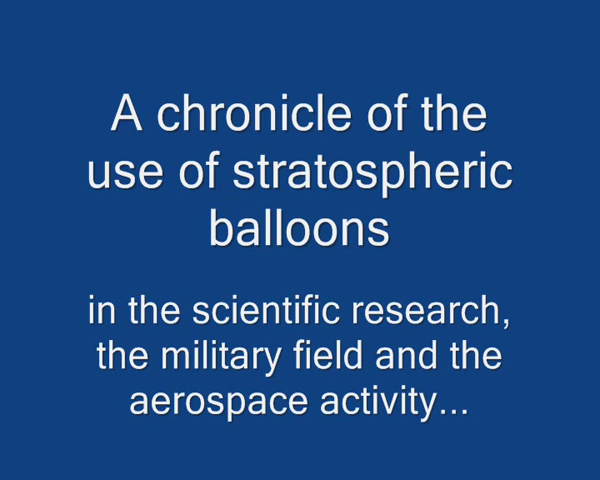 A chronicle of the
use of stratospheric
balloons
in the scientific research,
the military field and the
aerospace activity...